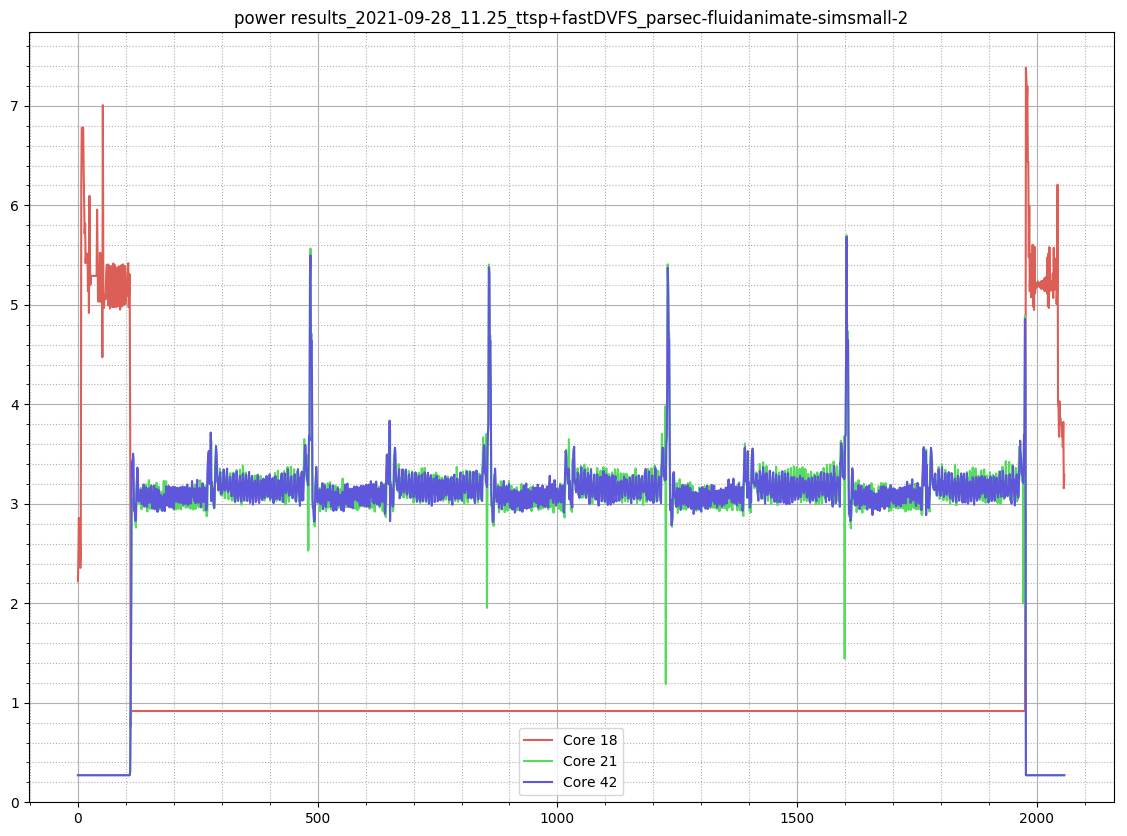 power results_2021-09-28_11.25_ttsp+fastDVFS_parsec-fluidanimate-simsmall-2
7
6
5
4
3
2
1
0
Core 18
Core 21
Core 42
0 500 1000 1500 2000